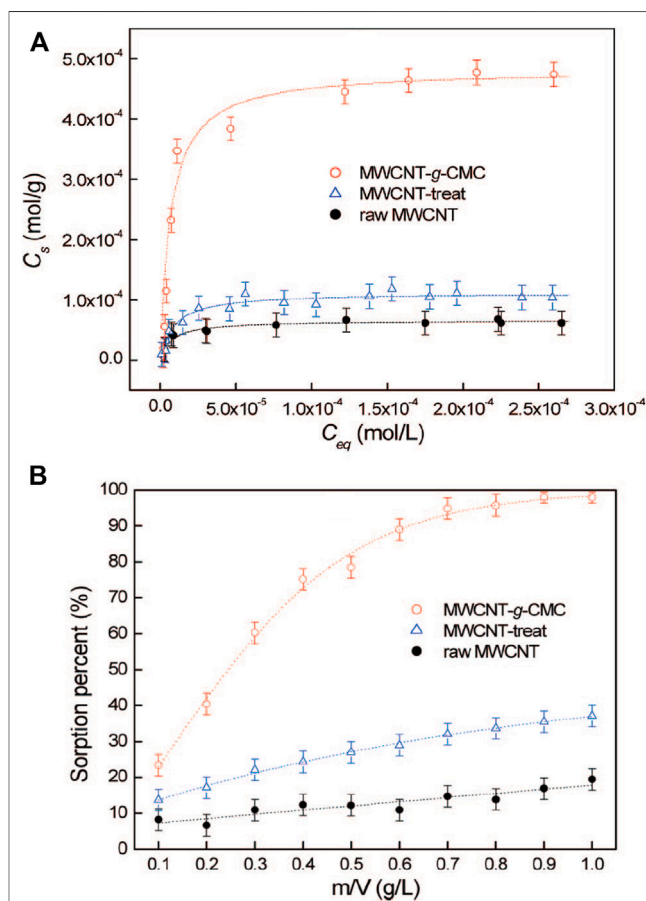 A
5.0x10⁻⁴
4.0x10⁻⁴
3.0x10⁻⁴
2.0x10⁻⁴
1.0x10⁻⁴
0.0
Cs (mol/g)
MWCNT-g-CMC
MWCNT-treat
raw MWCNT
0.0 5.0x10⁻⁵ 1.0x10⁻⁴ 1.5x10⁻⁴ 2.0x10⁻⁴ 2.5x10⁻⁴ 3.0x10⁻⁴
Ceq (mol/L)
B
100
90
80
70
60
50
40
30
20
10
0
Sorption percent (%)
MWCNT-g-CMC
MWCNT-treat
raw MWCNT
0.1 0.2 0.3 0.4 0.5 0.6 0.7 0.8 0.9 1.0
m/V (g/L)